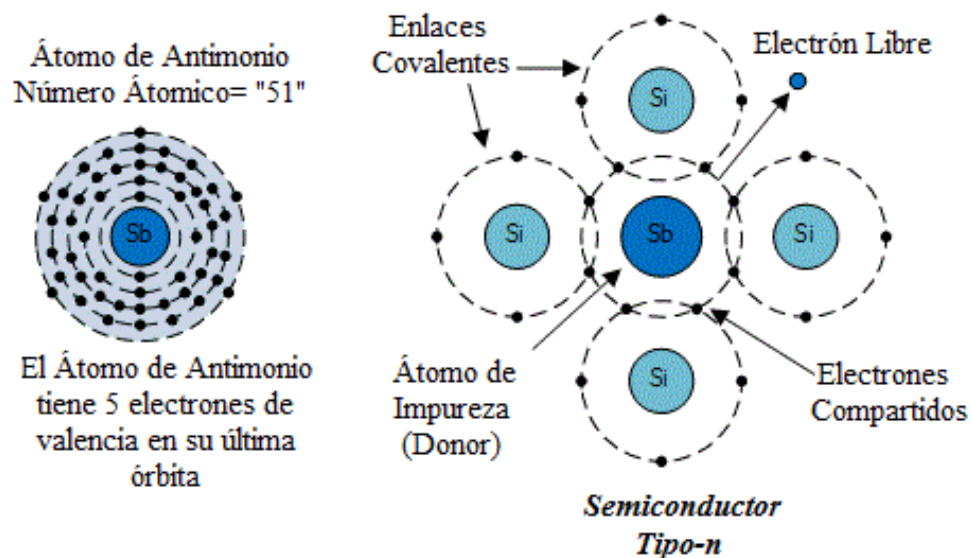 Átomo de Antimonio
Número Átomico= "51"
Sb
El Átomo de Antimonio
tiene 5 electrones de
valencia en su última
órbita
Enlaces
Covalentes
Electrón Libre
Si
Si
Sb
Si
Si
Átomo de
Impureza
(Donor)
Electrones
Compartidos
Semiconductor
Tipo-n